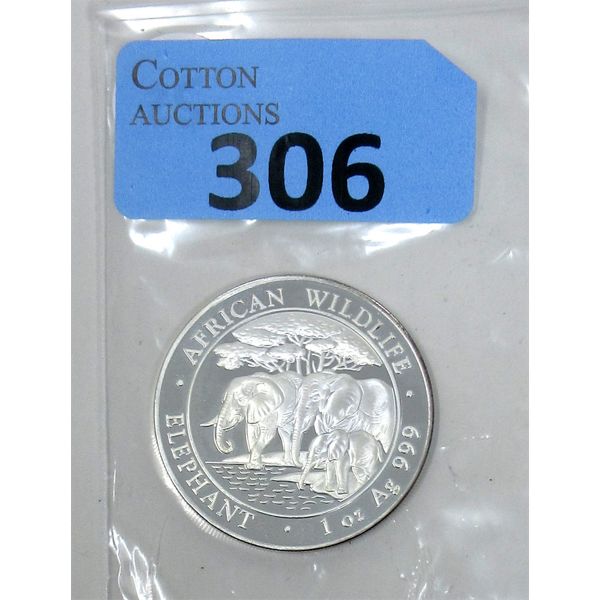 COTTON
AUCTIONS
306
· AFRICAN WILDLIFE ·
ELEPHANT · 1 oz Ag 999